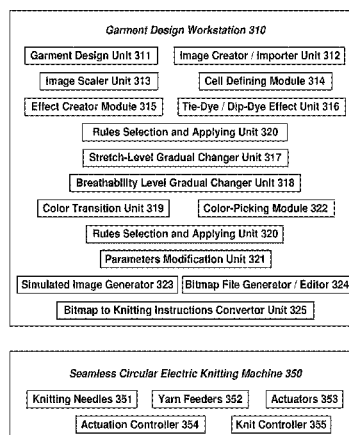 Garment Design Workstation 310
Garment Design Unit 311 Image Creator / Importer Unit 312
Image Scaler Unit 313 Cell Defining Module 314
Effect Creator Module 315 Tie-Dye / Dip-Dye Effect Unit 316
Rules Selection and Applying Unit 320
Stretch-Level Gradual Changer Unit 317
Breathability Level Gradual Changer Unit 318
Color Transition Unit 319 Color-Picking Module 322
Rules Selection and Applying Unit 320
Parameters Modification Unit 321
Simulated Image Generator 323 Bitmap File Generator / Editor 324
Bitmap to Knitting Instructions Convertor Unit 325
Seamless Circular Electric Knitting Machine 350
Knitting Needles 351 Yarn Feeders 352 Actuators 353
Actuation Controller 354 Knit Controller 355